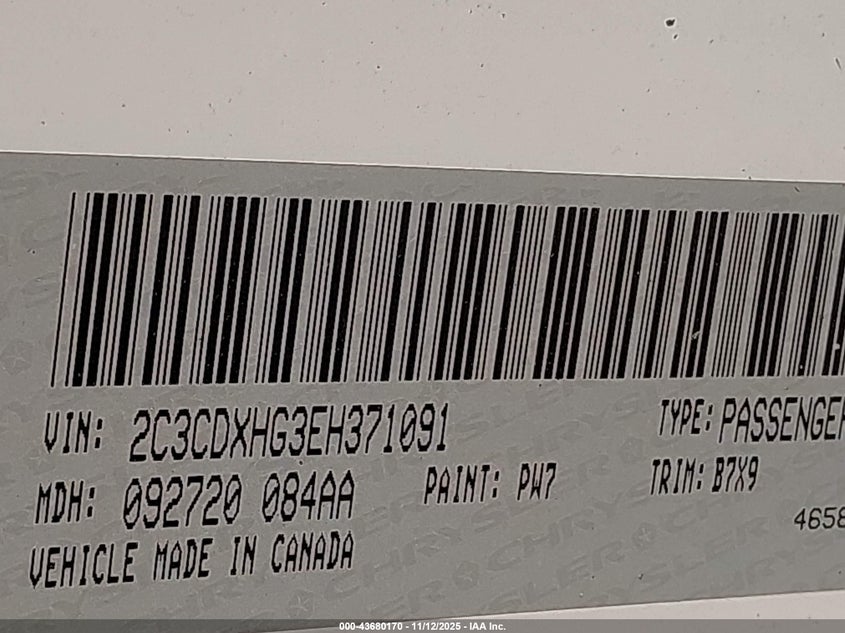 VIN: 2C3CDXHG3EH371091
TYPE: PASSENGER
MDH: 092720 084AA
PAINT: PW7
TRIM: B7X9
4658
VEHICLE MADE IN CANADA
000-43680170 - 11/12/2025 - IAA Inc.